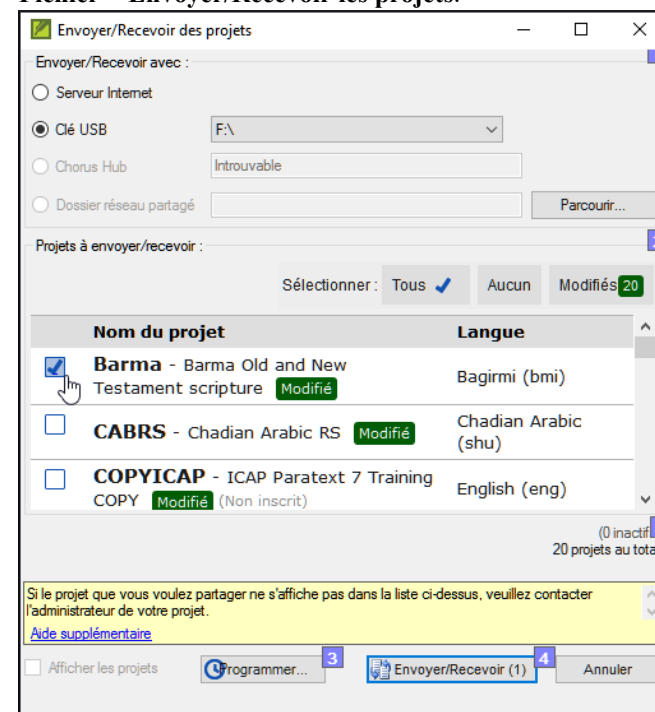 Fichier – Envoyer/Recevoir les projets.
Envoyer/Recevoir des projets
Envoyer/Recevoir avec :
Serveur Internet
Clé USB F:\
Chorus Hub Introuvable
Dossier réseau partagé Parcourir...
Projets à envoyer/recevoir :
Sélectionner : Tous Aucun Modifiés 20
Nom du projet Langue
Barma - Barma Old and New
Testament scripture Modifié
Bagirmi (bmi)
CABRS - Chadian Arabic RS Modifié
Chadian Arabic
(shu)
COPYICAP - ICAP Paratext 7 Training
COPY Modifié (Non inscrit)
English (eng)
(0 inactif
20 projets au tota
Si le projet que vous voulez partager ne s'affiche pas dans la liste ci-dessus, veuillez contacter
l'administrateur de votre projet.
Aide supplémentaire
Afficher les projets Programmer... 3 Envoyer/Recevoir (1) 4 Annuler